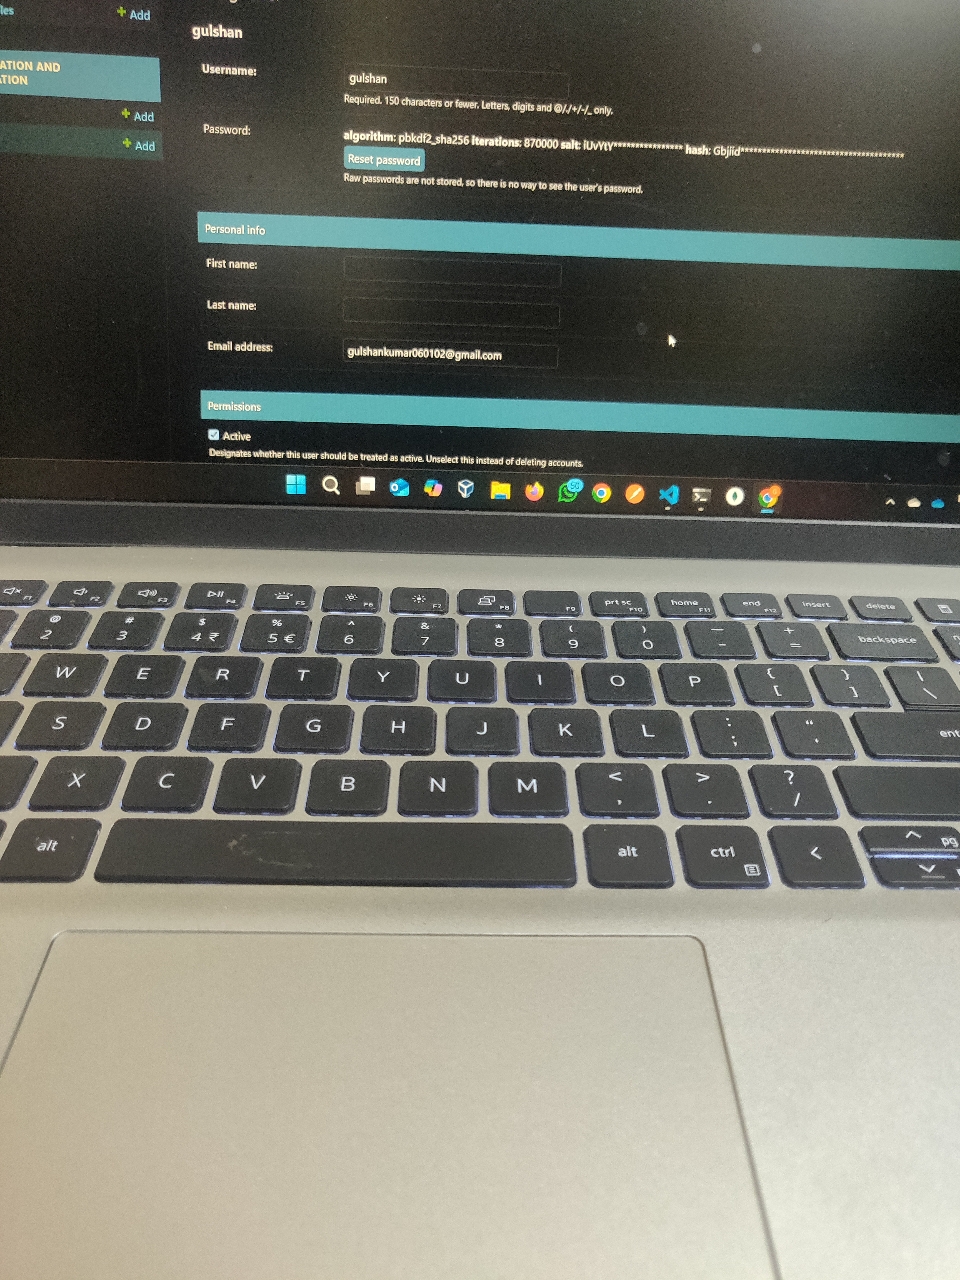 les
Add
gulshan
ATION AND
TION
Username:
gulshan
Required. 150 characters or fewer. Letters, digits and @/./+/-/_ only.
Add
Password:
algorithm: pbkdf2_sha256 iterations: 870000 salt: iUvYtY**************** hash: Gbjiid**************************************
Add
Reset password
Raw passwords are not stored, so there is no way to see the user's password.
Personal info
First name:
Last name:
Email address:
gulshankumar060102@gmail.com
Permissions
Active
Designates whether this user should be treated as active. Unselect this instead of deleting accounts.
F1 F2 F3 F4 F5 F6 F7 F8 F9 prt sc F10 home F11 end F12 insert delete
@ 2 # 3 $ 4 ₹ % 5 € ^ 6 & 7 * 8 ( 9 ) 0 _ - + = backspace
W E R T Y U I O P { [ } ] | \
S D F G H J K L : ; " ' ent
X C V B N M < , > . ? /
alt alt ctrl < pg